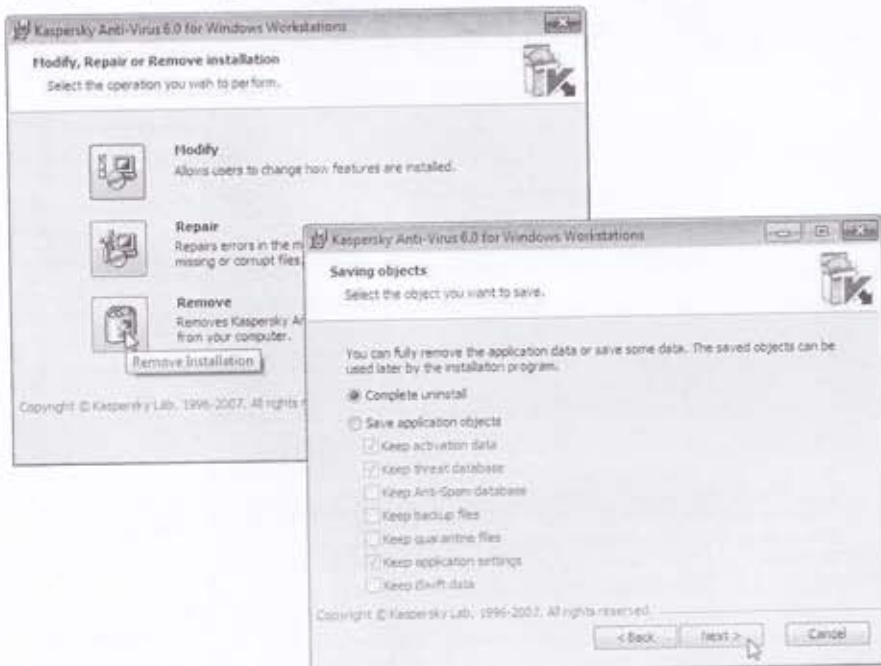 Kaspersky Anti-Virus 6.0 for Windows Workstations
Modify, Repair or Remove installation
Select the operation you wish to perform.
Modify
Allows users to change how features are installed.
Repair
Repairs errors in the m
missing or corrupt files
Remove
Removes Kaspersky An
from your computer.
Remove Installation
Copyright © Kaspersky Lab, 1996-2007, All rights
Kaspersky Anti-Virus 6.0 for Windows Workstations
Saving objects
Select the object you want to save.
You can fully remove the application data or save some data. The saved objects can be
used later by the installation program.
Complete uninstall
Save application objects
Keep activation data
Keep threat database
Keep Anti-Spam database
Keep backup files
Keep quarantine files
Keep application settings
Keep iSwift data
Copyright © Kaspersky Lab, 1996-2007, All rights reserved.
< Back
Next >
Cancel